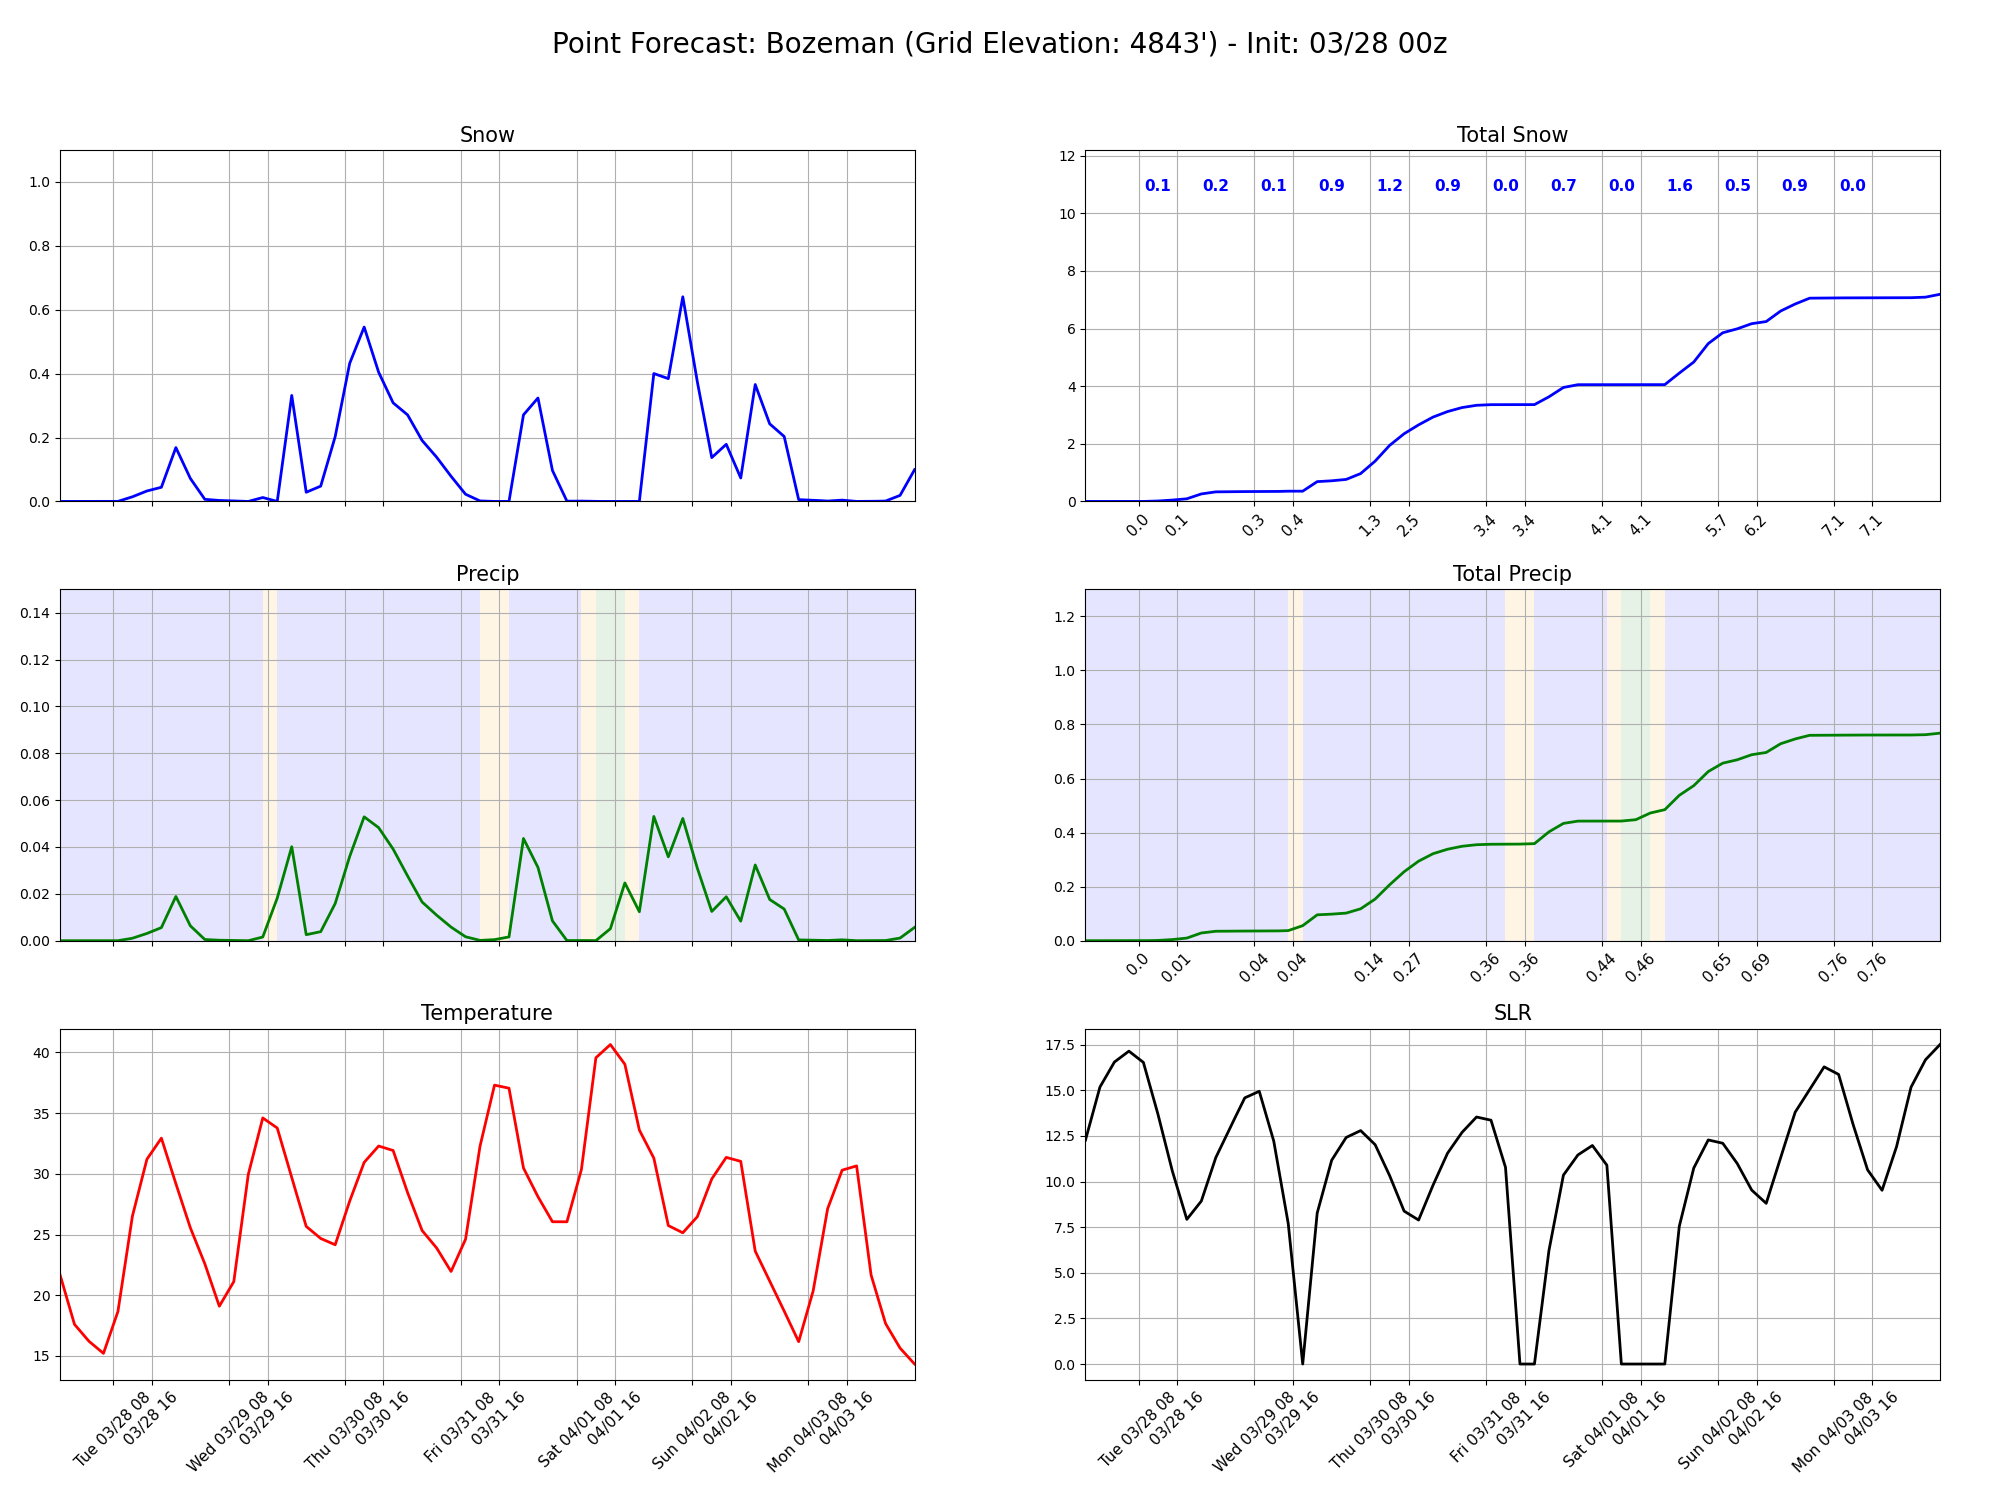 Point Forecast: Bozeman (Grid Elevation: 4843') - Init: 03/28 00z
Snow
1.0
0.8
0.6
0.4
0.2
0.0
Total Snow
12
10
8
6
4
2
0
0.1 0.2 0.1 0.9 1.2 0.9 0.0 0.7 0.0 1.6 0.5 0.9 0.0
0.0 0.1 0.3 0.4 1.3 2.5 3.4 3.4 4.1 4.1 5.7 6.2 7.1 7.1
Precip
0.14
0.12
0.10
0.08
0.06
0.04
0.02
0.00
Total Precip
1.2
1.0
0.8
0.6
0.4
0.2
0.0
0.0 0.01 0.04 0.04 0.14 0.27 0.36 0.36 0.44 0.46 0.65 0.69 0.76 0.76
Temperature
40
35
30
25
20
15
Tue 03/28 08
03/28 16
Wed 03/29 08
03/29 16
Thu 03/30 08
03/30 16
Fri 03/31 08
03/31 16
Sat 04/01 08
04/01 16
Sun 04/02 08
04/02 16
Mon 04/03 08
04/03 16
SLR
17.5
15.0
12.5
10.0
7.5
5.0
2.5
0.0
Tue 03/28 08
03/28 16
Wed 03/29 08
03/29 16
Thu 03/30 08
03/30 16
Fri 03/31 08
03/31 16
Sat 04/01 08
04/01 16
Sun 04/02 08
04/02 16
Mon 04/03 08
04/03 16